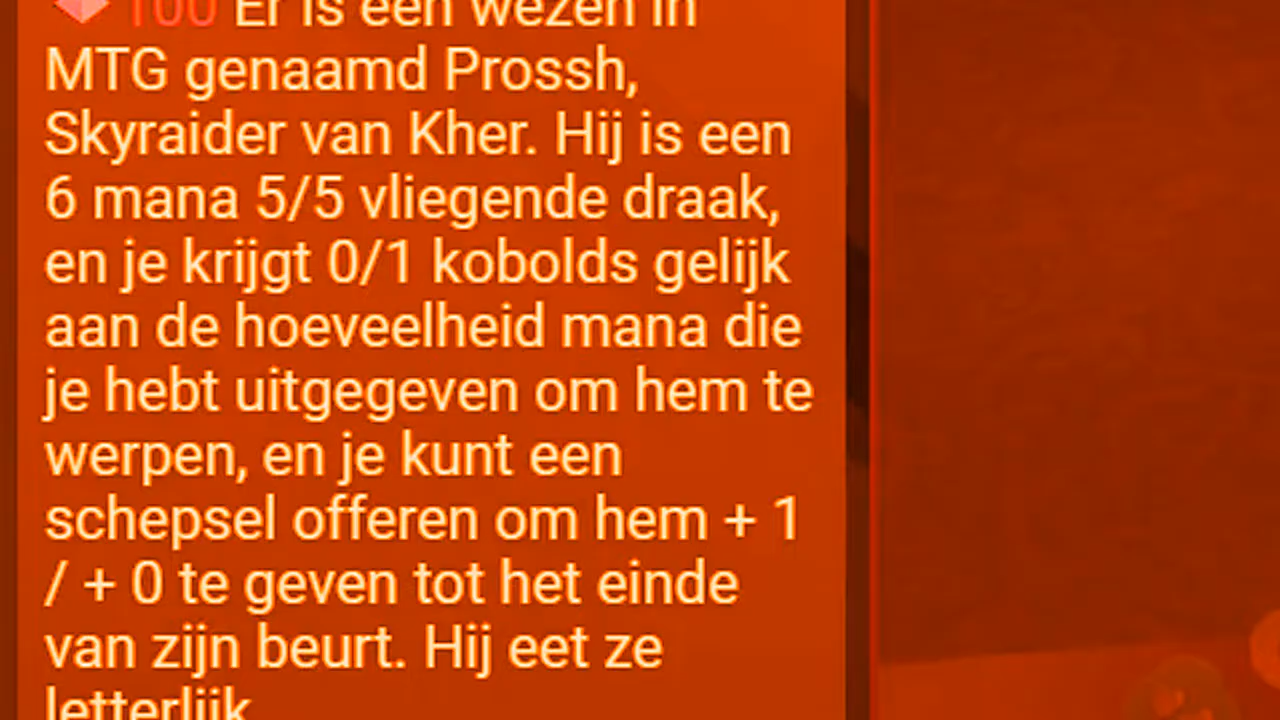 100 Er is een wezen in
MTG genaamd Prossh,
Skyraider van Kher. Hij is een
6 mana 5/5 vliegende draak,
en je krijgt 0/1 kobolds gelijk
aan de hoeveelheid mana die
je hebt uitgegeven om hem te
werpen, en je kunt een
schepsel offeren om hem + 1
/ + 0 te geven tot het einde
van zijn beurt. Hij eet ze
letterlijk